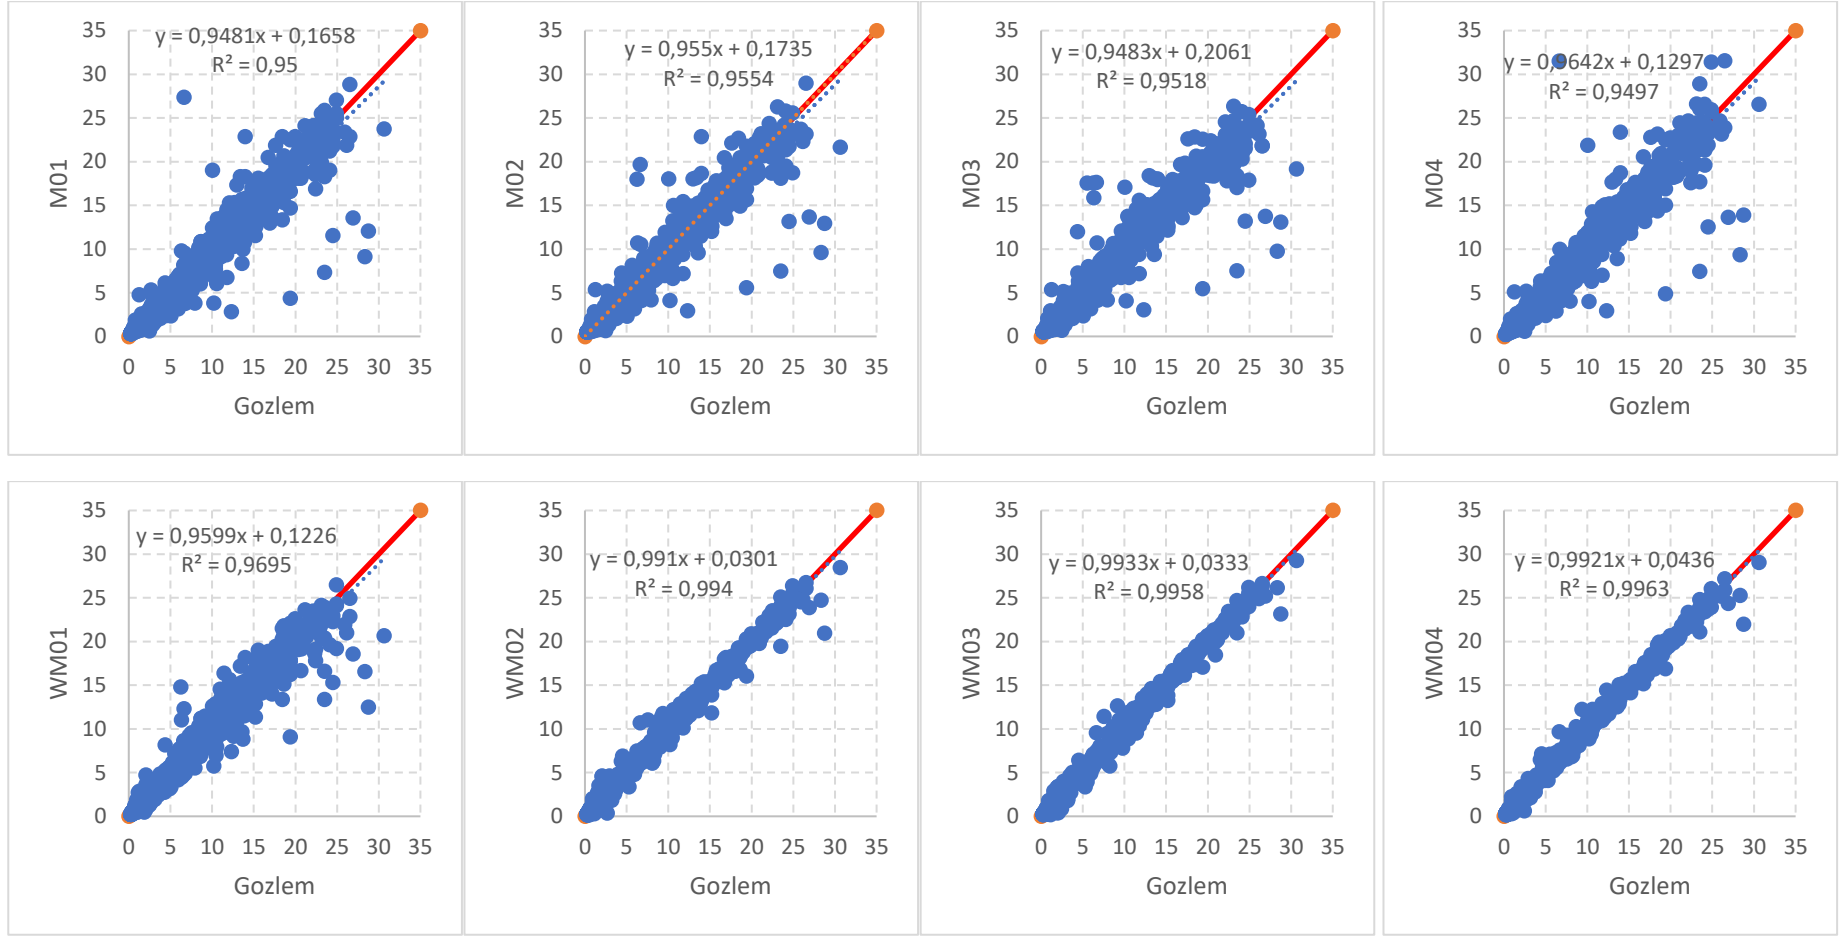 35
30
25
20
15
10
5
0
M01
y = 0,9481x + 0,1658
R² = 0,95
0 5 10 15 20 25 30 35
Gozlem
35
30
25
20
15
10
5
0
M02
y = 0,955x + 0,1735
R² = 0,9554
0 5 10 15 20 25 30 35
Gozlem
35
30
25
20
15
10
5
0
M03
y = 0,9483x + 0,2061
R² = 0,9518
0 5 10 15 20 25 30 35
Gozlem
35
30
25
20
15
10
5
0
M04
y = 0,9642x + 0,1297
R² = 0,9497
0 5 10 15 20 25 30 35
Gozlem
35
30
25
20
15
10
5
0
WM01
y = 0,9599x + 0,1226
R² = 0,9695
0 5 10 15 20 25 30 35
Gozlem
35
30
25
20
15
10
5
0
WM02
y = 0,991x + 0,0301
R² = 0,994
0 5 10 15 20 25 30 35
Gozlem
35
30
25
20
15
10
5
0
WM03
y = 0,9933x + 0,0333
R² = 0,9958
0 5 10 15 20 25 30 35
Gozlem
35
30
25
20
15
10
5
0
WM04
y = 0,9921x + 0,0436
R² = 0,9963
0 5 10 15 20 25 30 35
Gozlem